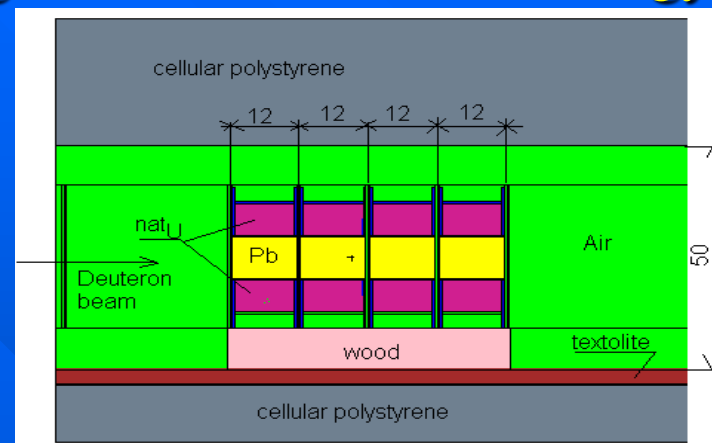 cellular polystyrene
12 12 12 12
natU
Pb
Air
50
Deuteron
beam
wood
textolite
cellular polystyrene